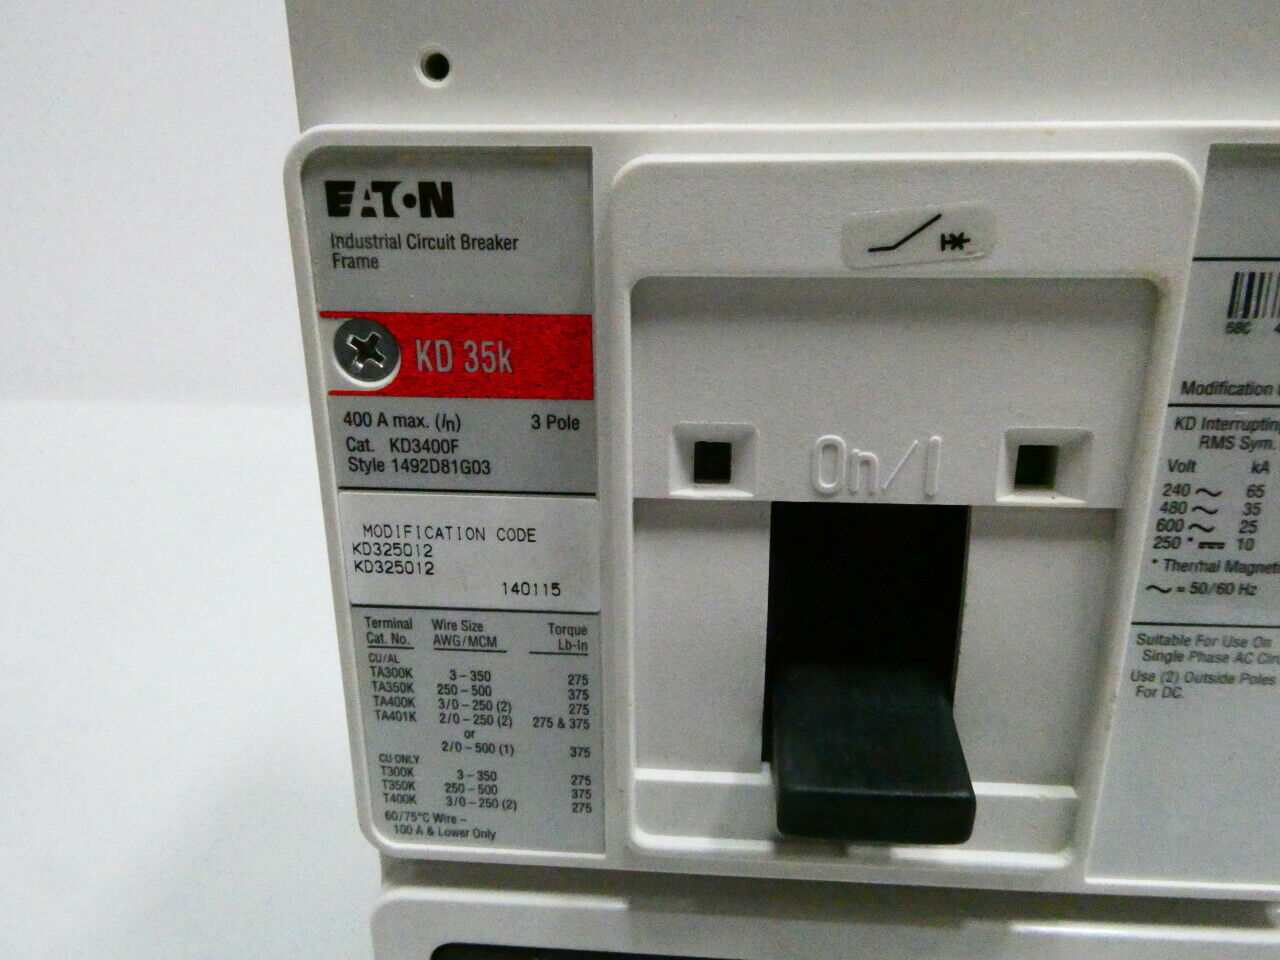 EATON
Industrial Circuit Breaker
Frame
KD 35k
400 A max. (In) 3 Pole
Cat. KD3400F
Style 1492D81G03
MODIFICATION CODE
KD325012
KD325012
140115
Terminal Wire Size Torque
Cat. No. AWG/MCM Lb-In
CU/AL
TA300K 3-350 275
TA350K 250-500 375
TA400K 3/0-250 (2) 275
TA401K 2/0-250 (2) 275 & 375
or
2/0-500 (1) 375
CU ONLY
T300K 3-350 275
T350K 250-500 375
T400K 3/0-250 (2) 275
60/75°C Wire -
100 A & Lower Only
On/I
Modification
KD Interrupting
RMS Sym.
Volt kA
240 ~ 65
480 ~ 35
600 ~ 25
250 * ⎓ 10
* Thermal
~ = 50/60 Hz
Suitable For Use On
Single Phase AC
Use (2) Outside Poles
For DC.